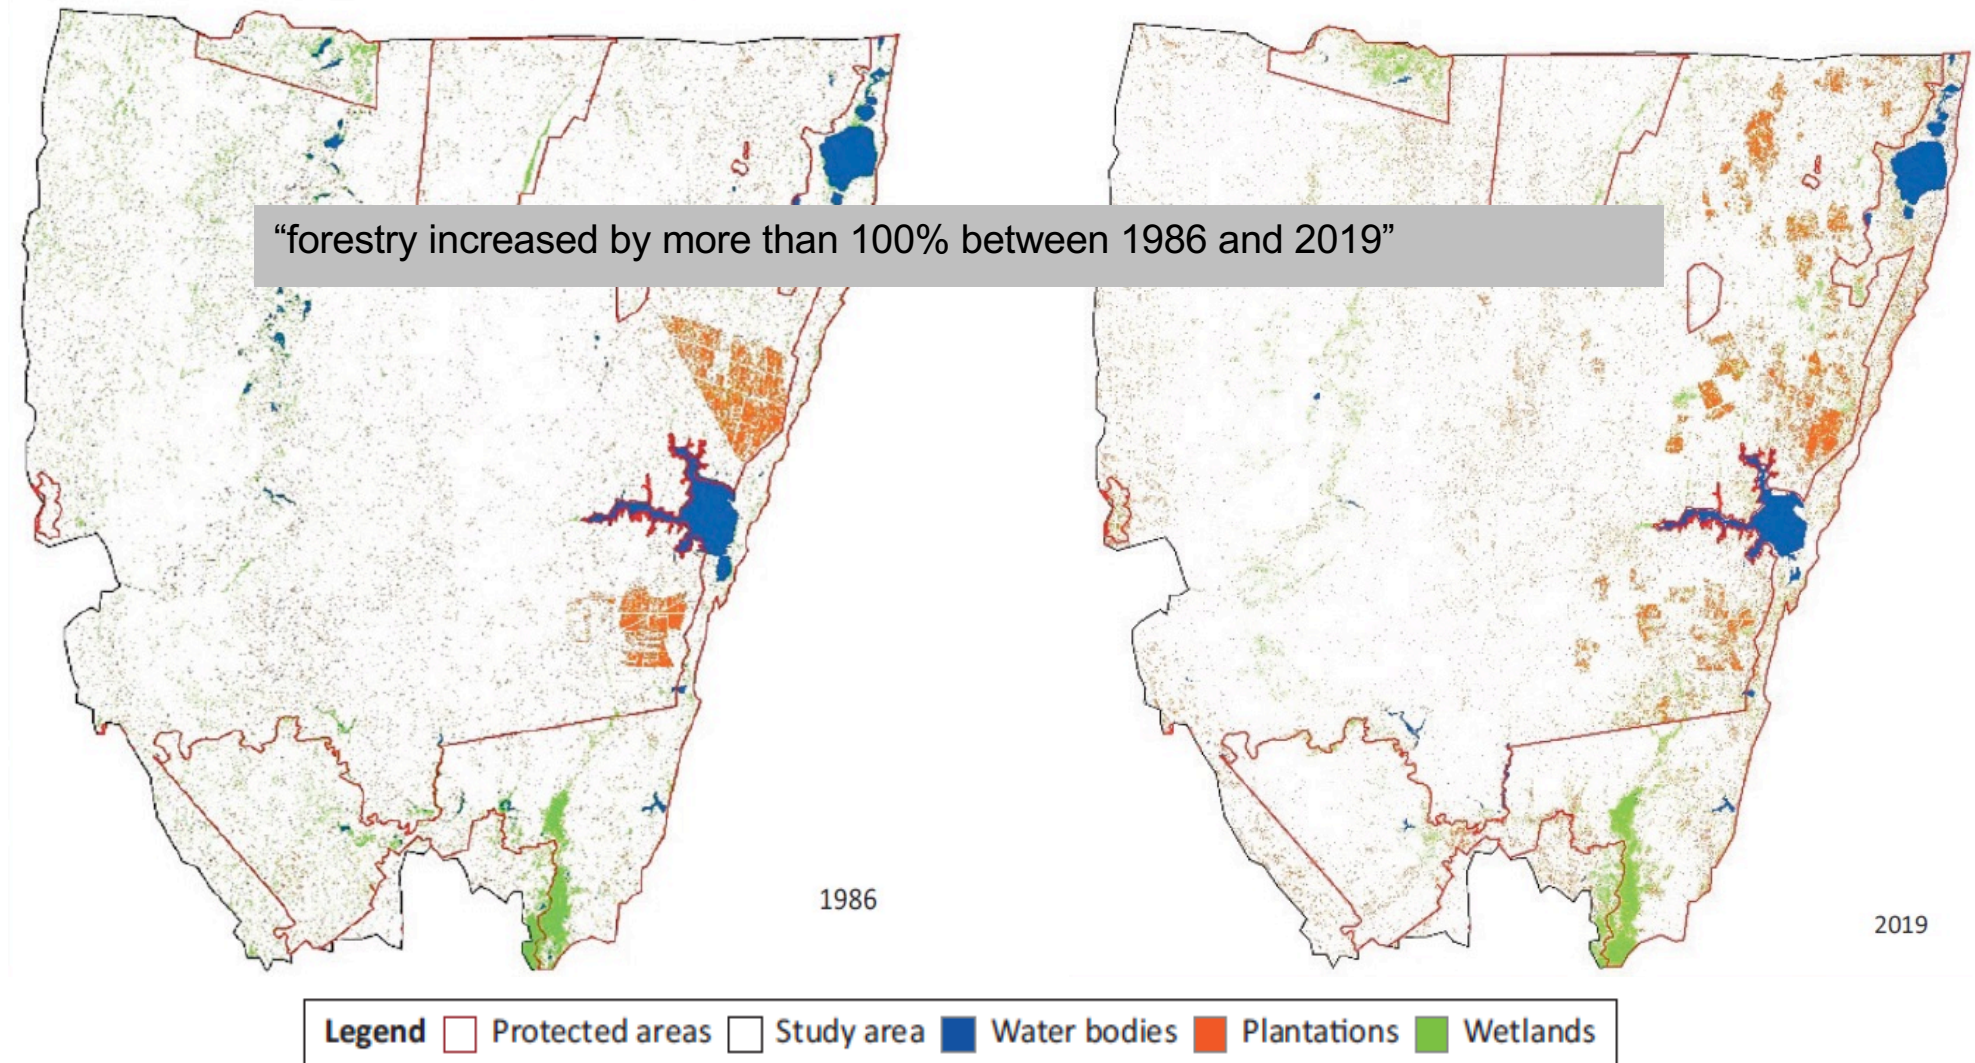 “forestry increased by more than 100% between 1986 and 2019”
1986
2019
Legend Protected areas Study area Water bodies Plantations Wetlands